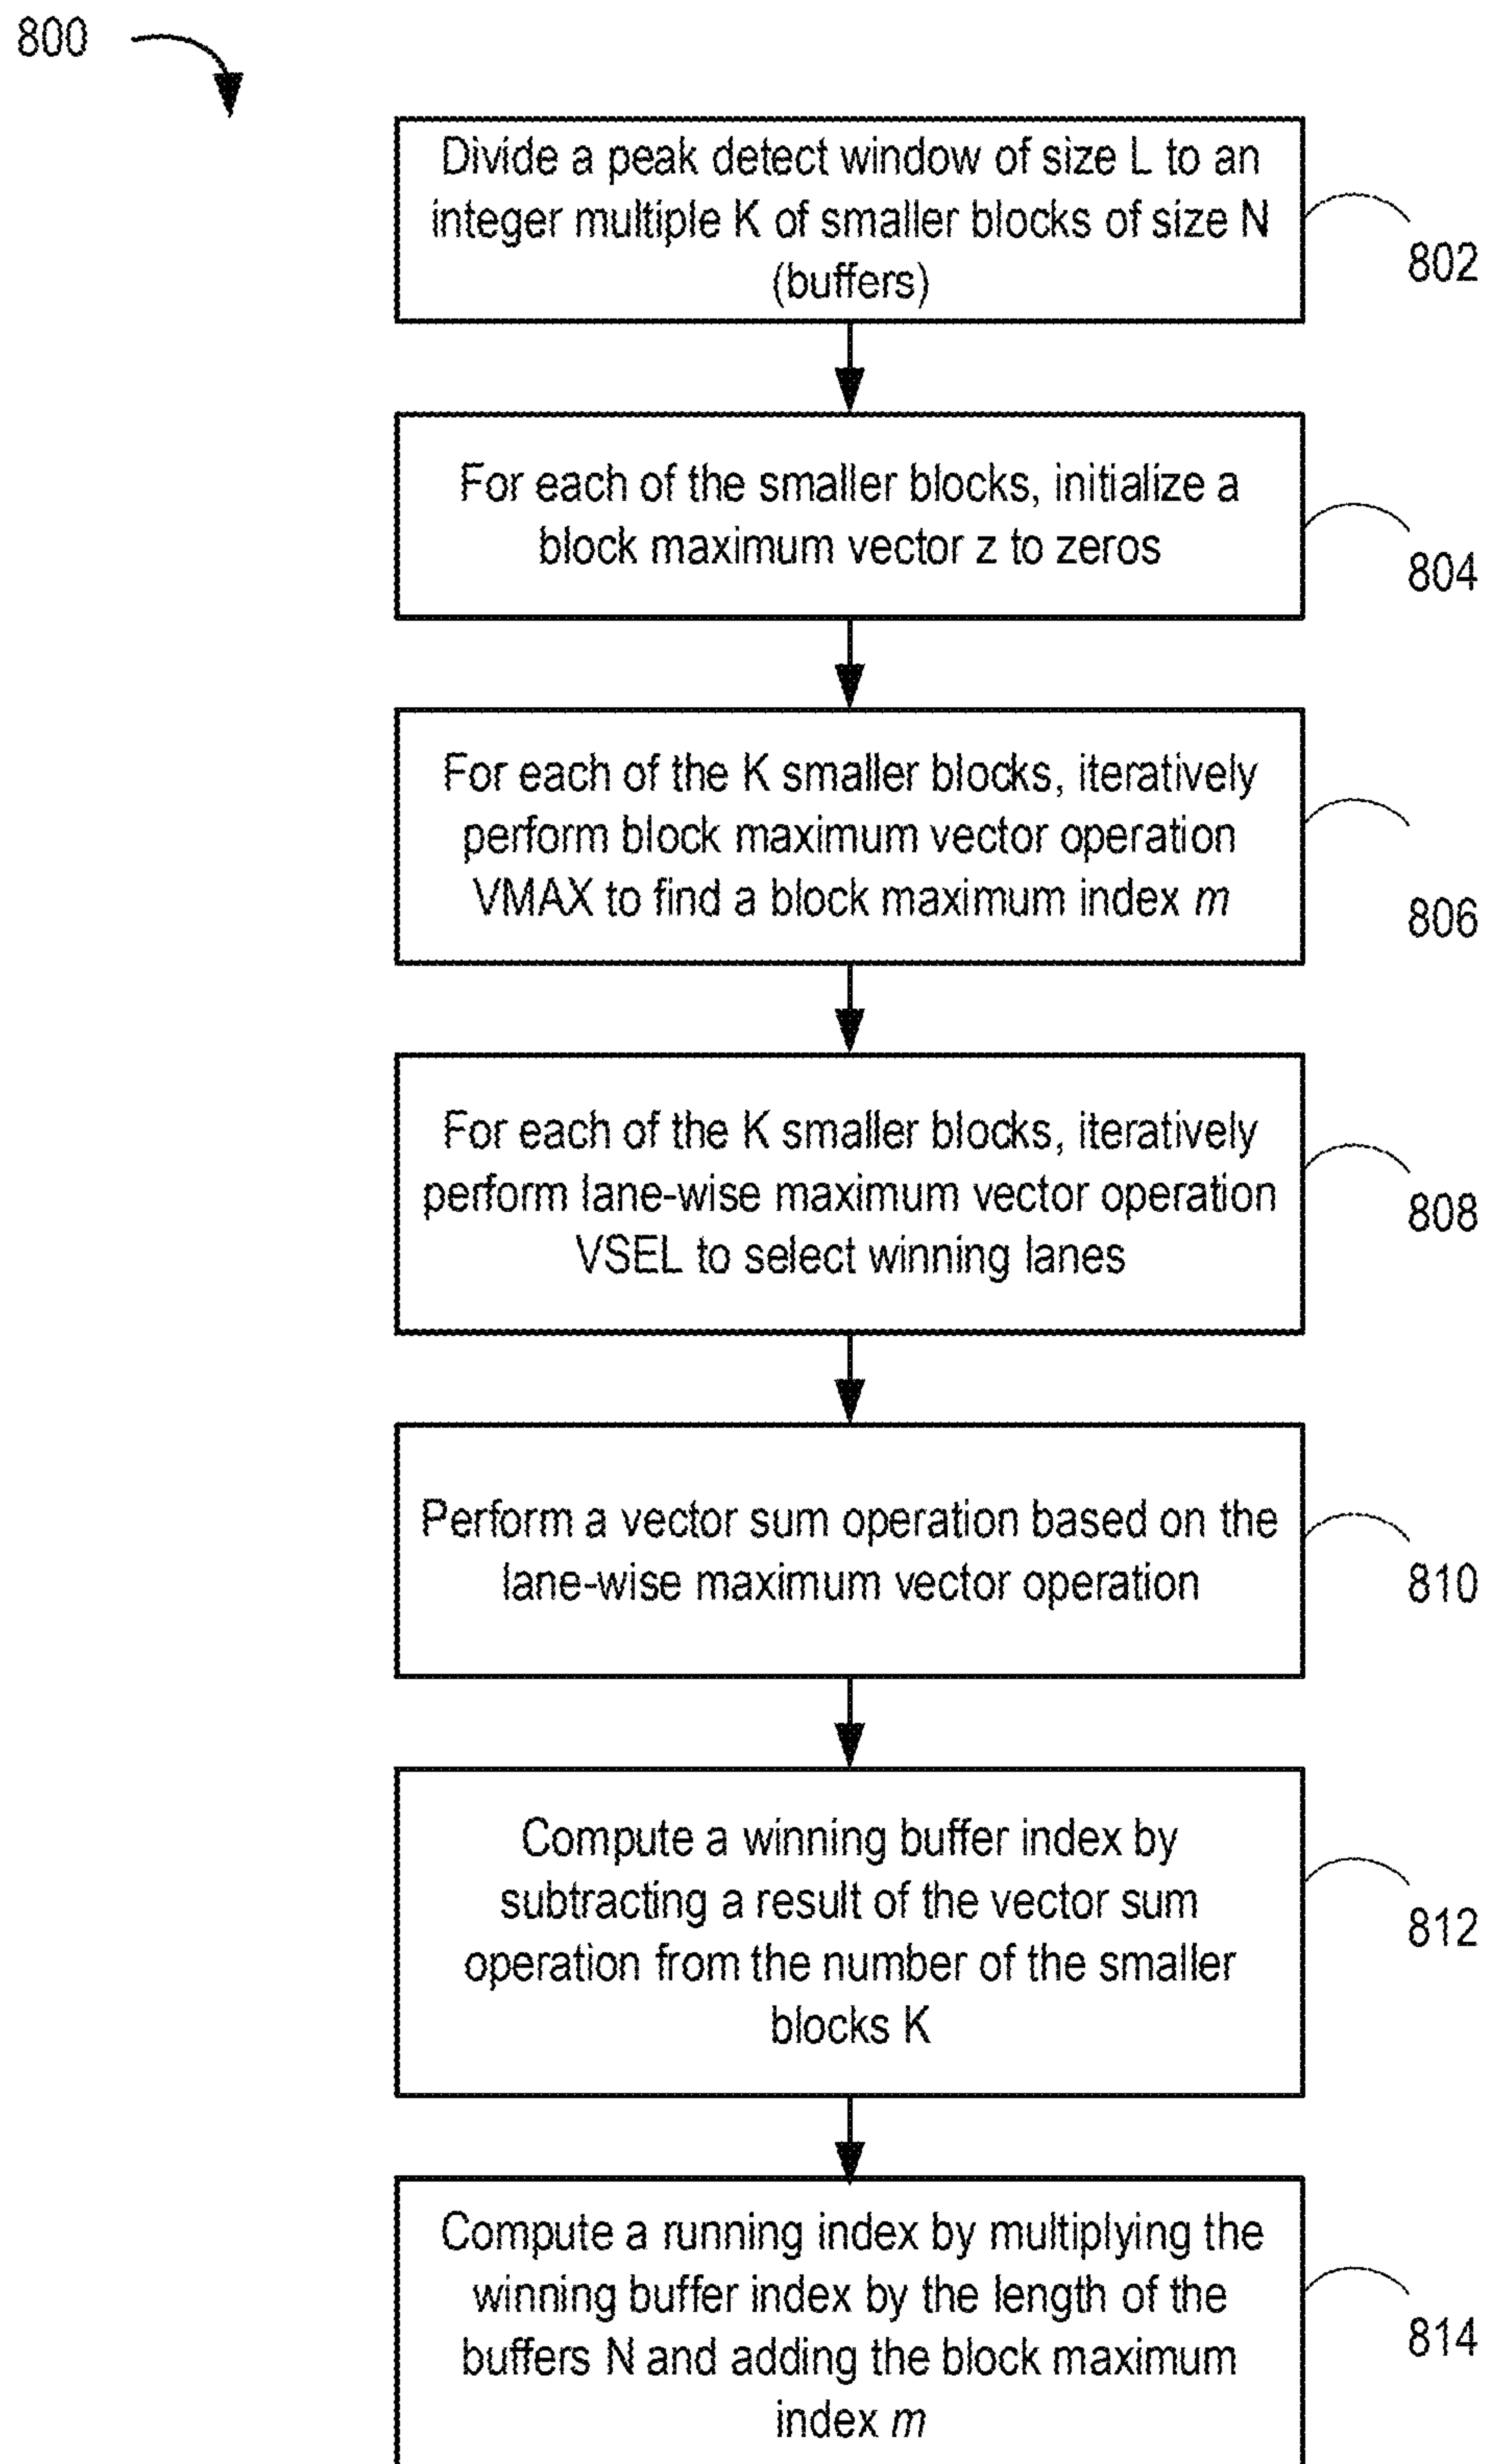 800
Divide a peak detect window of size L to an
integer multiple K of smaller blocks of size N
(buffers)
802
For each of the smaller blocks, initialize a
block maximum vector z to zeros
804
For each of the K smaller blocks, iteratively
perform block maximum vector operation
VMAX to find a block maximum index m
806
For each of the K smaller blocks, iteratively
perform lane-wise maximum vector operation
VSEL to select winning lanes
808
Perform a vector sum operation based on the
lane-wise maximum vector operation
810
Compute a winning buffer index by
subtracting a result of the vector sum
operation from the number of the smaller
blocks K
812
Compute a running index by multiplying the
winning buffer index by the length of the
buffers N and adding the block maximum
index m
814